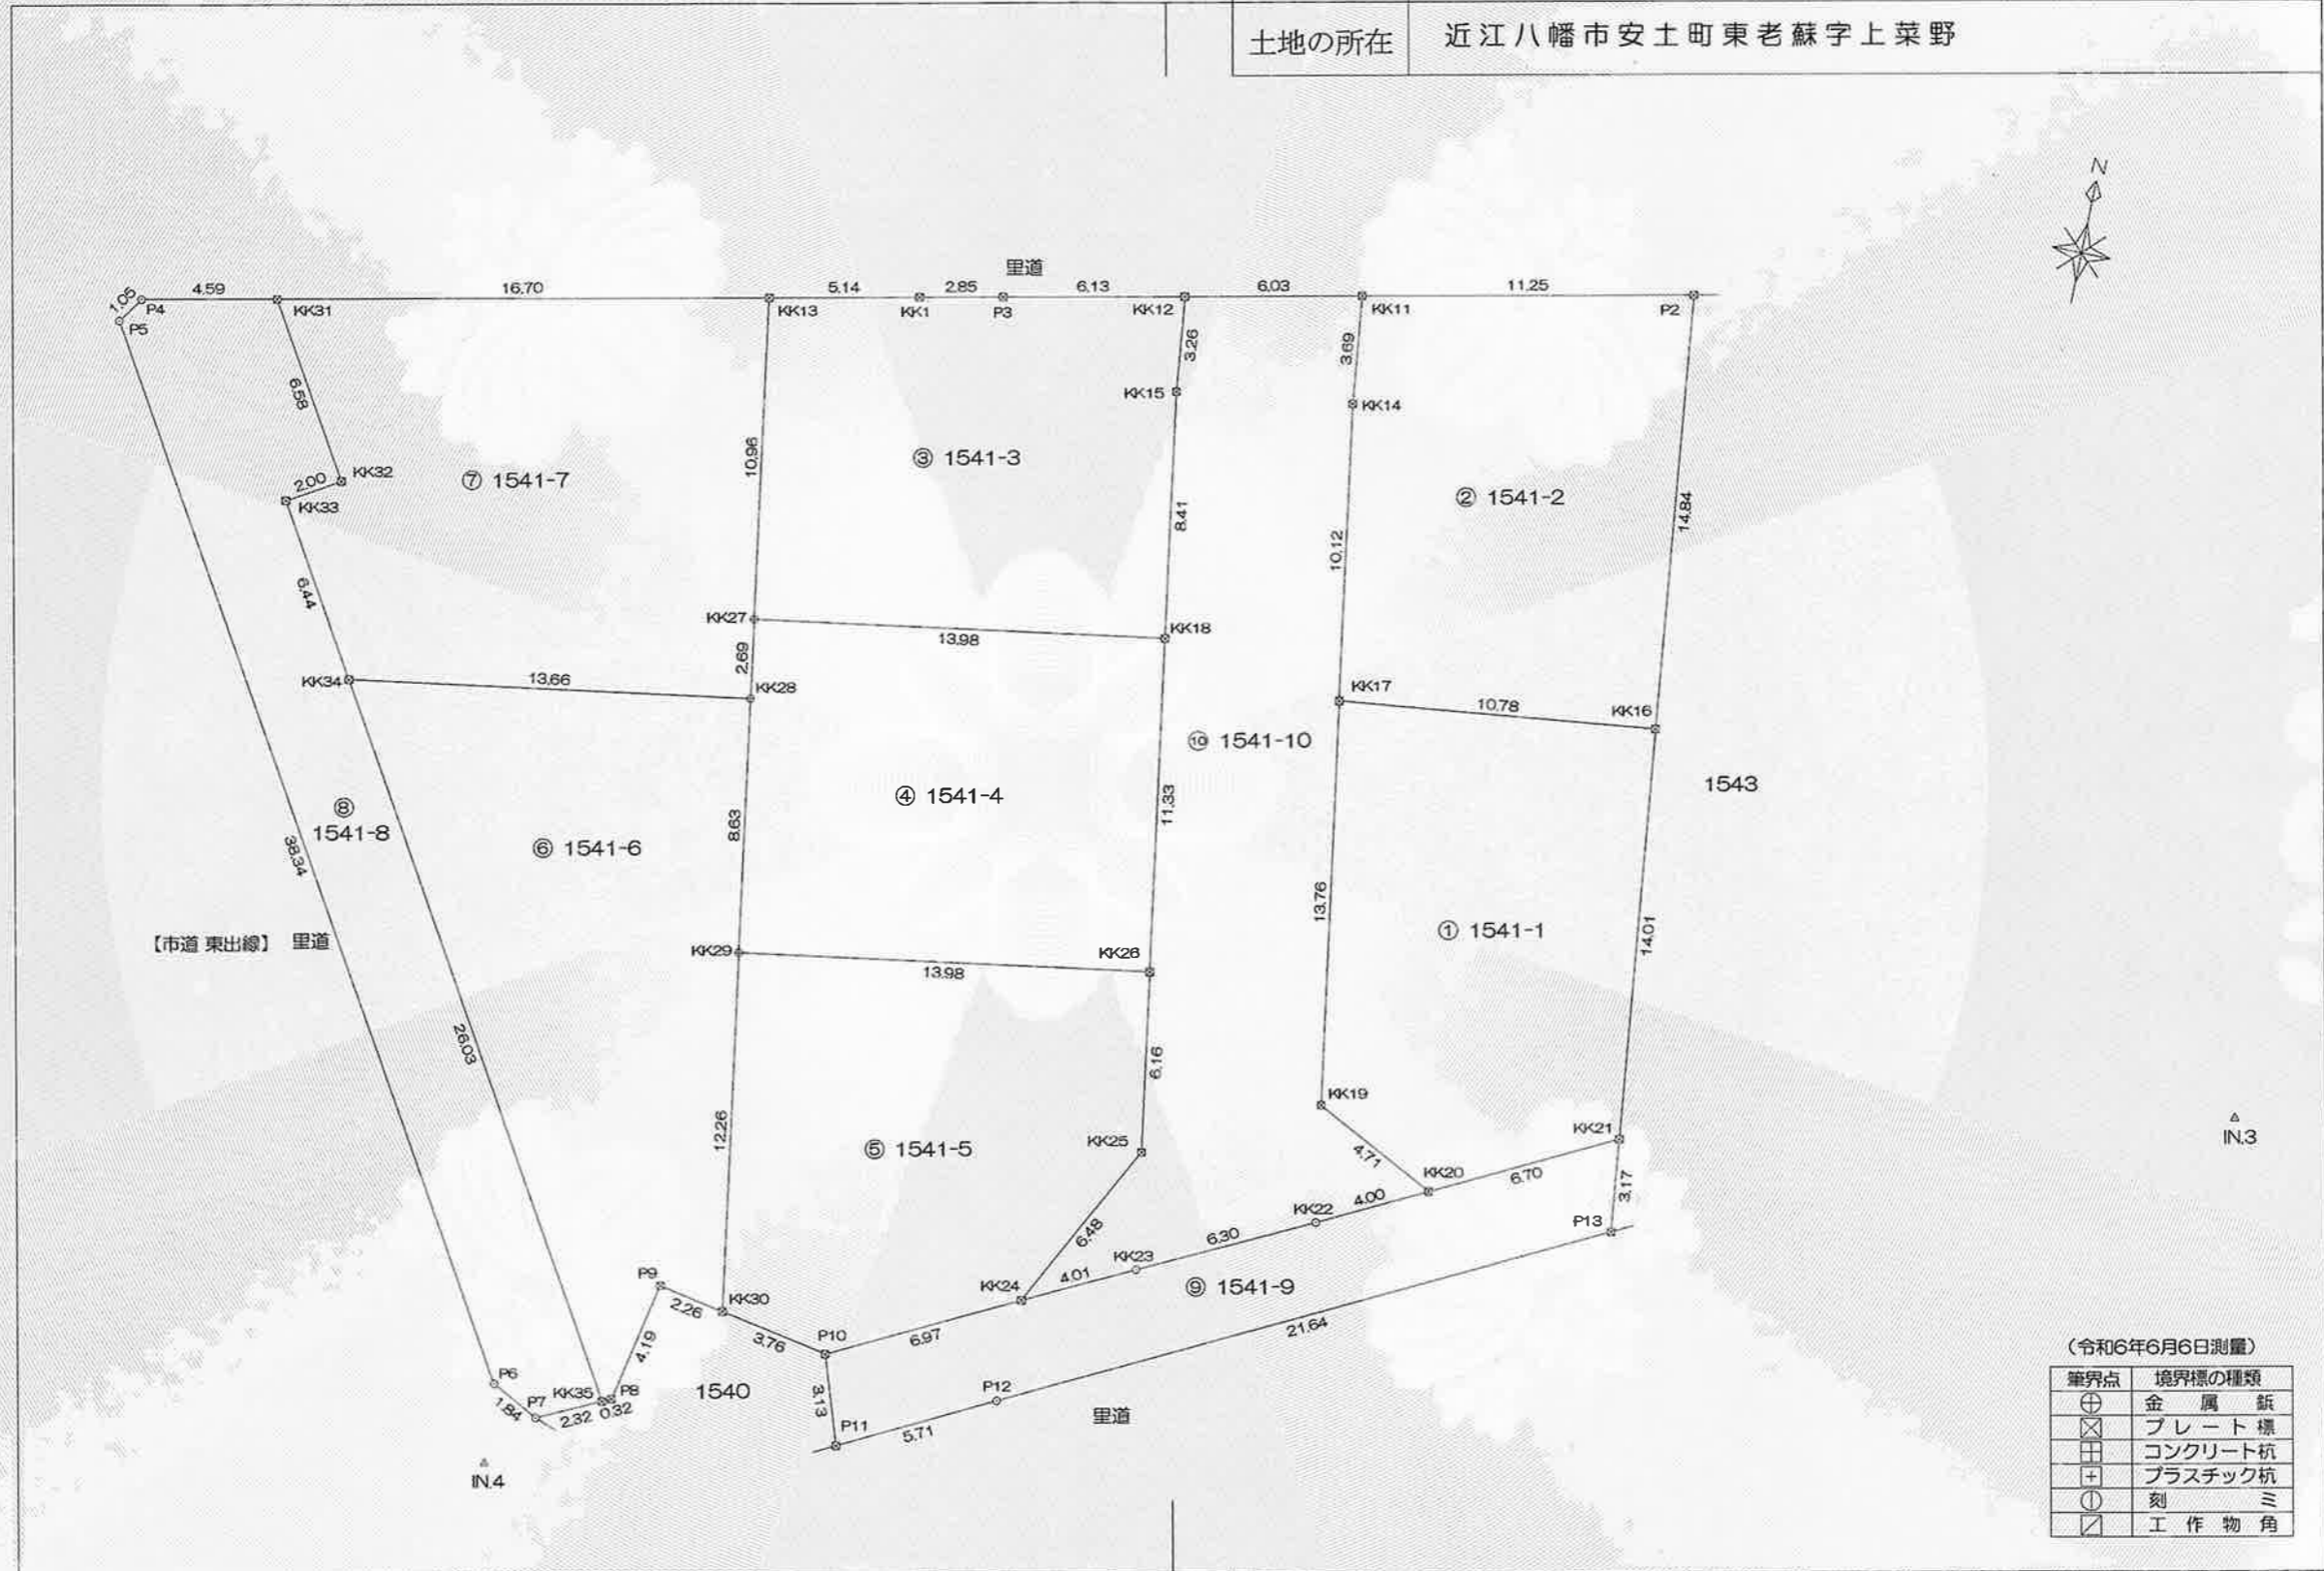 土地の所在 近江八幡市安土町東老蘇字上菜野
N
里道
1.05 4.59 16.70 5.14 2.85 6.13 6.03 11.25
P4 KK31 KK13 KK1 P3 KK12 KK11 P2
P5
3.26 3.69
KK15 KK14
6.58
10.96
③ 1541-3
KK32
2.00
⑦ 1541-7
② 1541-2
KK33
8.41
14.84
10.12
6.44
KK27 13.98 KK18
2.69
KK34 13.66 KK28
KK17 10.78 KK16
⑩ 1541-10
1543
④ 1541-4
⑧
1541-8
11.33
8.63
⑥ 1541-6
38.34
13.76
① 1541-1
14.01
【市道 東出線】 里道
KK29 13.98 KK26
26.03
6.16
KK19
12.26
⑤ 1541-5
KK25
KK21
4.71
KK20 6.70
3.17
4.00
KK22
P13
6.48
6.30
KK23
P9
4.01
KK24
⑨ 1541-9
2.26 KK30
3.76 P10
6.97
21.64
4.19
P6
KK35 P8
1540
P12
1.84 P7 2.32 0.32
3.13
里道
P11 5.71
IN.4
IN.3
（令和6年6月6日測量）
筆界点 境界標の種類
金属鋲
プレート標
コンクリート杭
プラスチック杭
刻ミ
工作物角